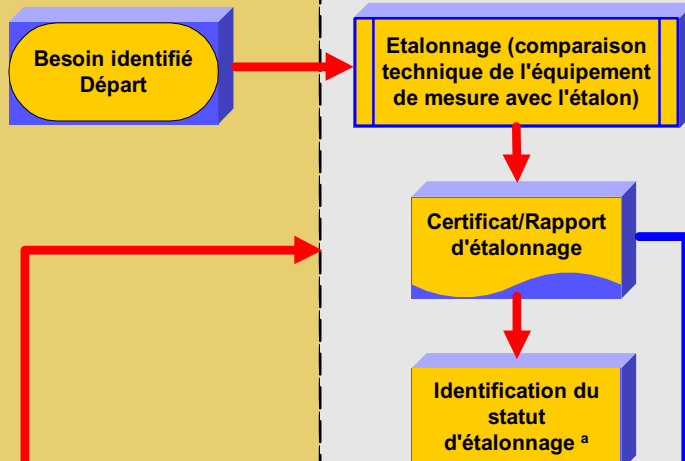 Besoin identifié
Départ
Etalonnage (comparaison
technique de l'équipement
de mesure avec l'étalon)
Certificat/Rapport
d'étalonnage
Identification du
statut
d'étalonnage ª